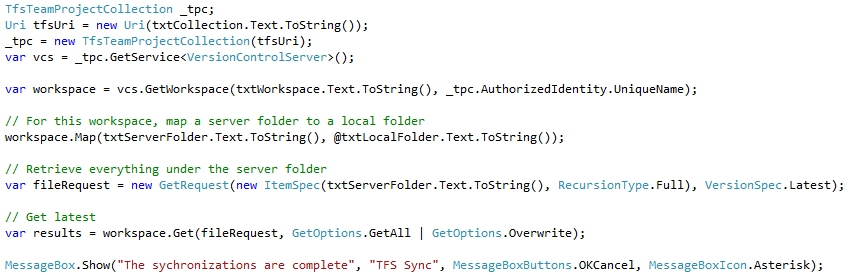 TfsTeamProjectCollection _tpc;
Uri tfsUri = new Uri(txtCollection.Text.ToString());
_tpc = new TfsTeamProjectCollection(tfsUri);
var vcs = _tpc.GetService<VersionControlServer>();
var workspace = vcs.GetWorkspace(txtWorkspace.Text.ToString(), _tpc.AuthorizedIdentity.UniqueName);
// For this workspace, map a server folder to a local folder
workspace.Map(txtServerFolder.Text.ToString(), @txtLocalFolder.Text.ToString());
// Retrieve everything under the server folder
var fileRequest = new GetRequest(new ItemSpec(txtServerFolder.Text.ToString(), RecursionType.Full), VersionSpec.Latest);
// Get latest
var results = workspace.Get(fileRequest, GetOptions.GetAll | GetOptions.Overwrite);
MessageBox.Show("The sychronizations are complete", "TFS Sync", MessageBoxButtons.OKCancel, MessageBoxIcon.Asterisk);